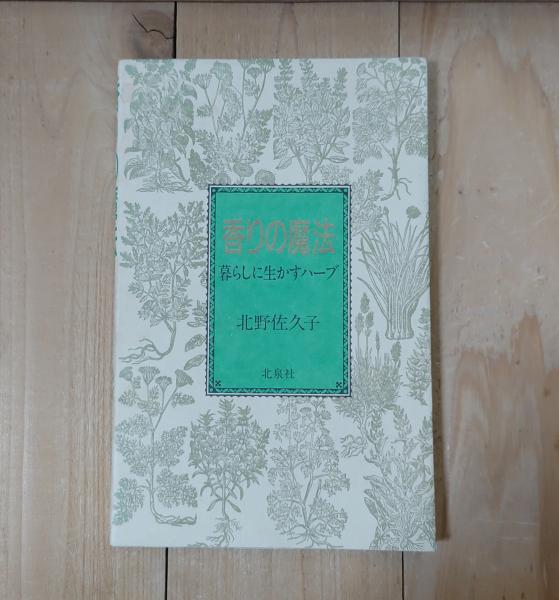 香りの魔法
暮らしに生かすハーブ
北野佐久子
北泉社